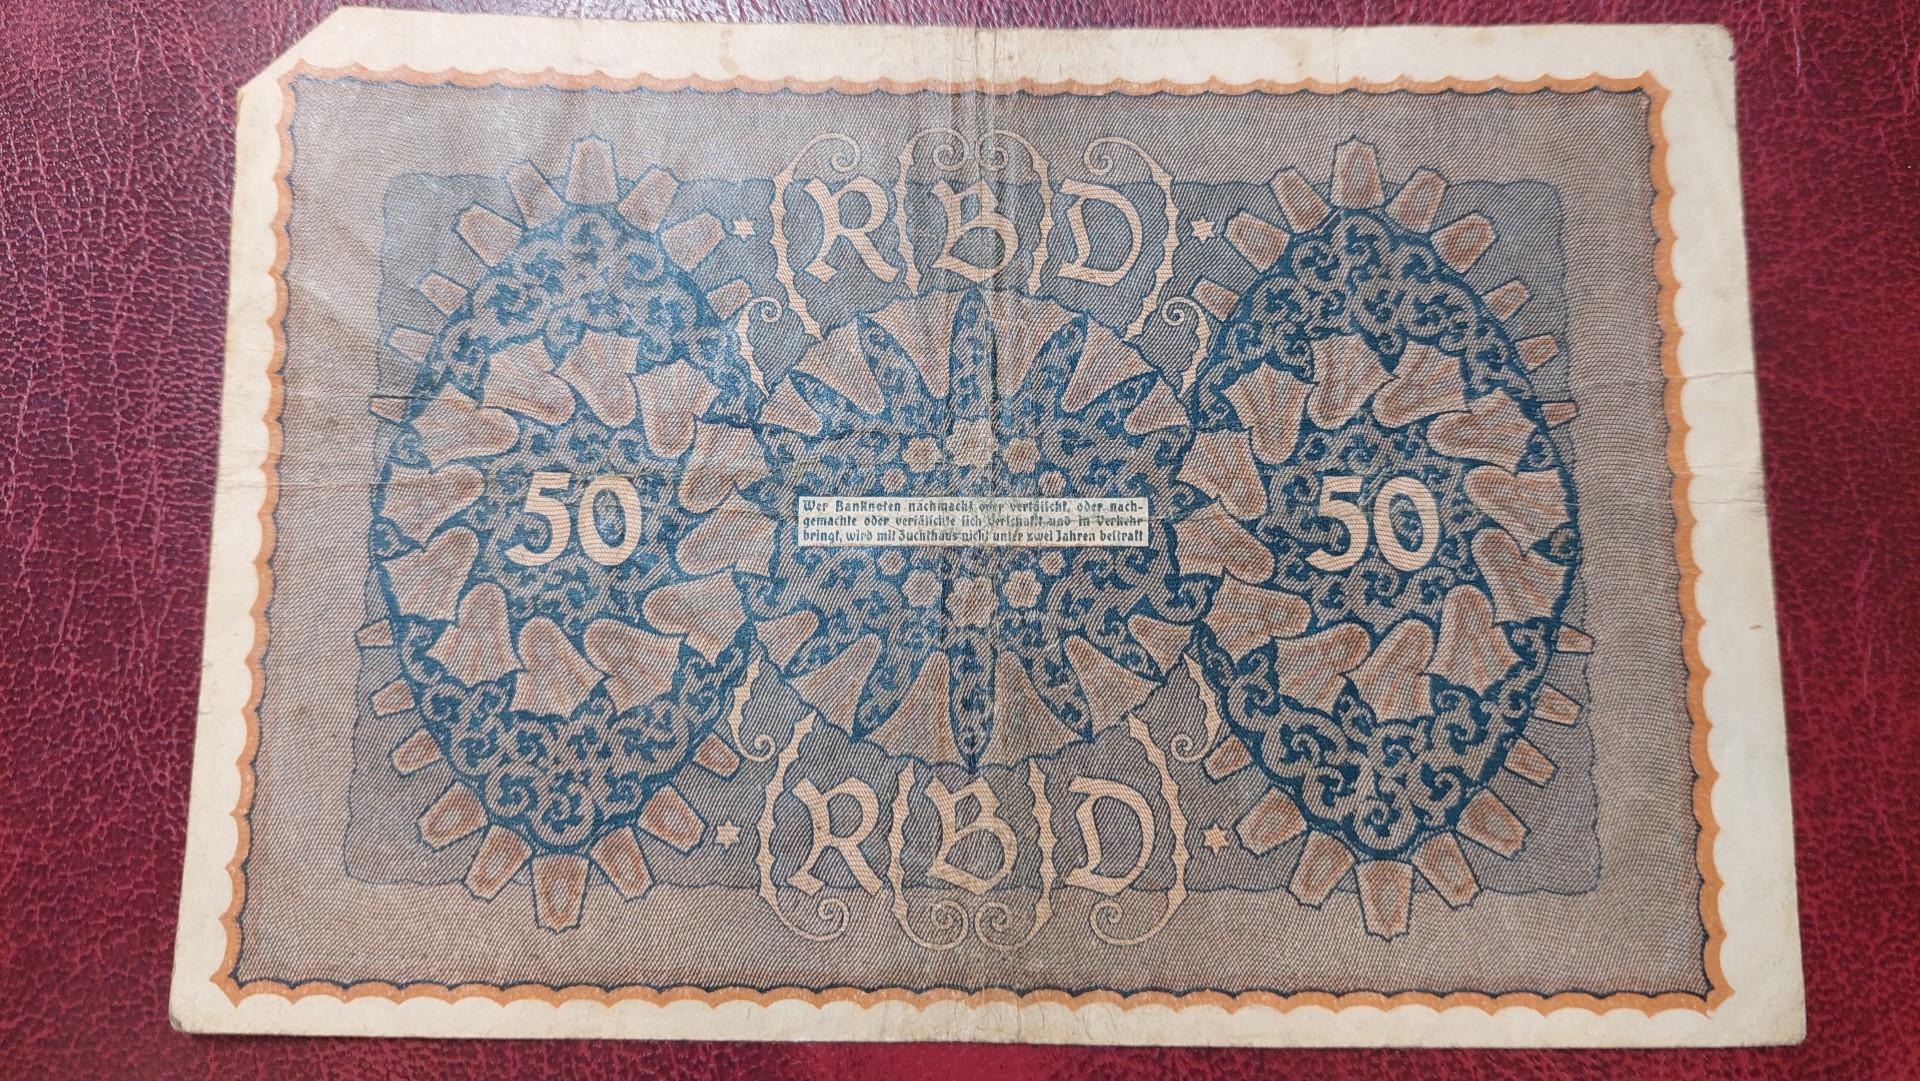 RBD
50
50
Wer Banknoten nachmacht oder verfälscht, oder nach-
gemachte oder verfälschte sich verschafft und in Verkehr
bringt, wird mit Zuchthaus nicht unter zwei Jahren bestraft
RBD